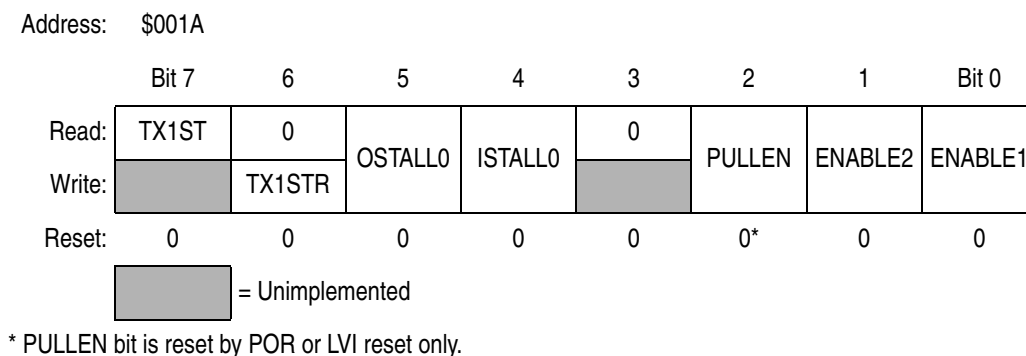 Address: $001A
Bit 7 6 5 4 3 2 1 Bit 0
Read: TX1ST 0 OSTALL0 ISTALL0 0 PULLEN ENABLE2 ENABLE1
Write: TX1STR
Reset: 0 0 0 0 0 0* 0 0
= Unimplemented
* PULLEN bit is reset by POR or LVI reset only.